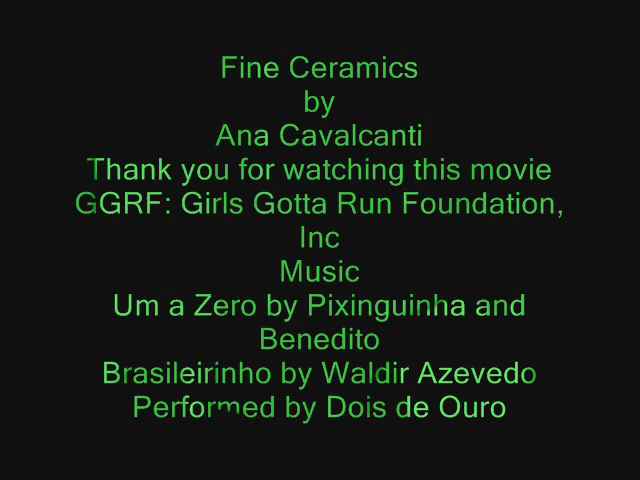 Fine Ceramics
by
Ana Cavalcanti
Thank you for watching this movie
GGRF: Girls Gotta Run Foundation,
Inc
Music
Um a Zero by Pixinguinha and
Benedito
Brasileirinho by Waldir Azevedo
Performed by Dois de Ouro